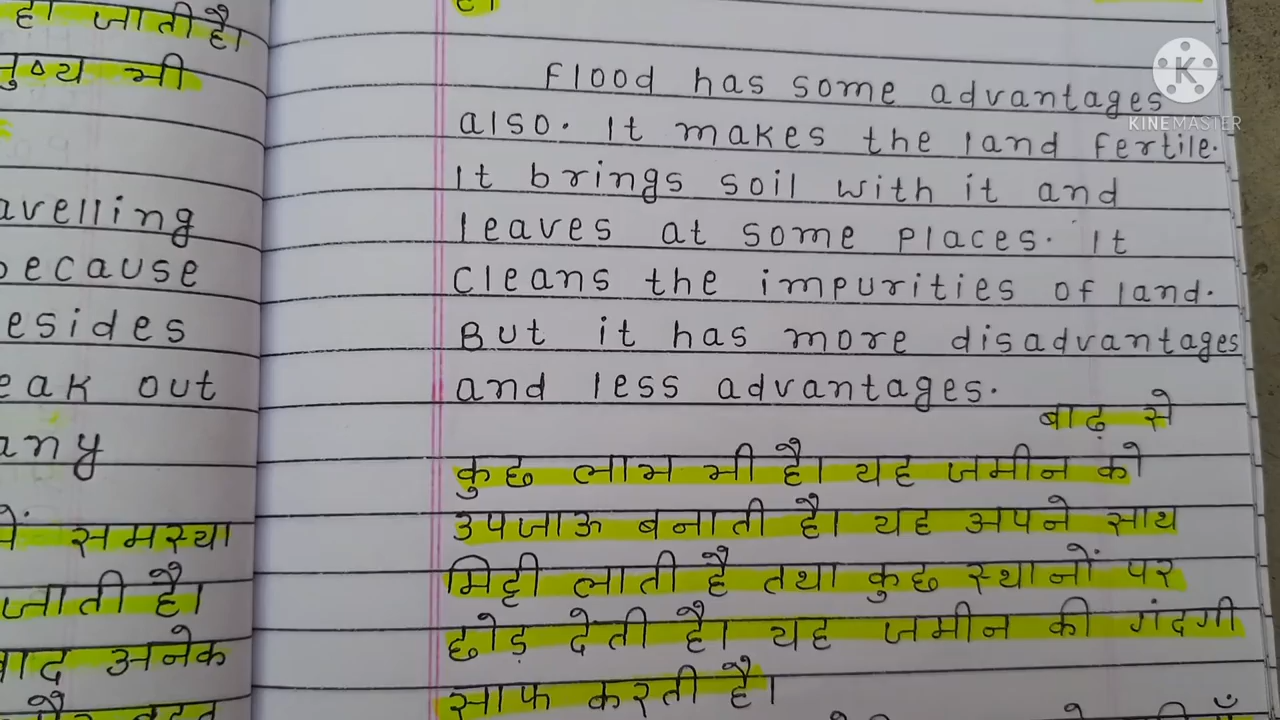 हो जाती है।
भी
avelling
because
esides
eak out
any
में समस्या
जाती है।
बाद अनेक
है।
Flood has some advantages
also. It makes the land fertile.
It brings soil with it and
leaves at some places. It
cleans the impurities of land.
But it has more disadvantages
and less advantages.
बाढ़ से
कुछ लाभ भी है। यह जमीन को
उपजाऊ बनाती है। यह अपने साथ
मिट्टी लाती है तथा कुछ स्थानों पर
छोड़ देती है। यह जमीन की गंदगी
साफ करती है।
K
KINEMASTER